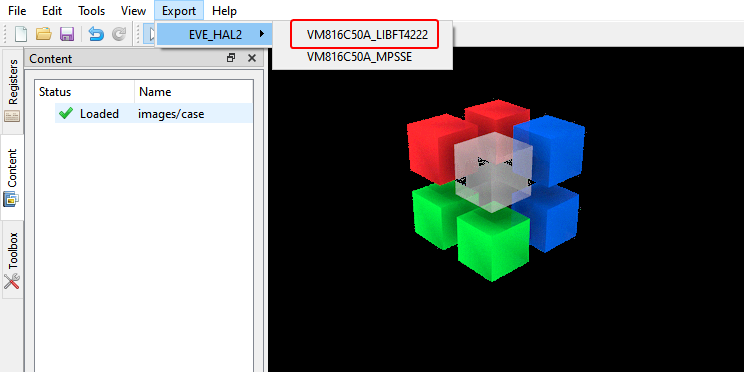 File Edit Tools View Export Help
EVE_HAL2
VM816C50A_LIBFT4222
VM816C50A_MPSSE
Registers
Content
Toolbox
Content
Status Name
Loaded images/case